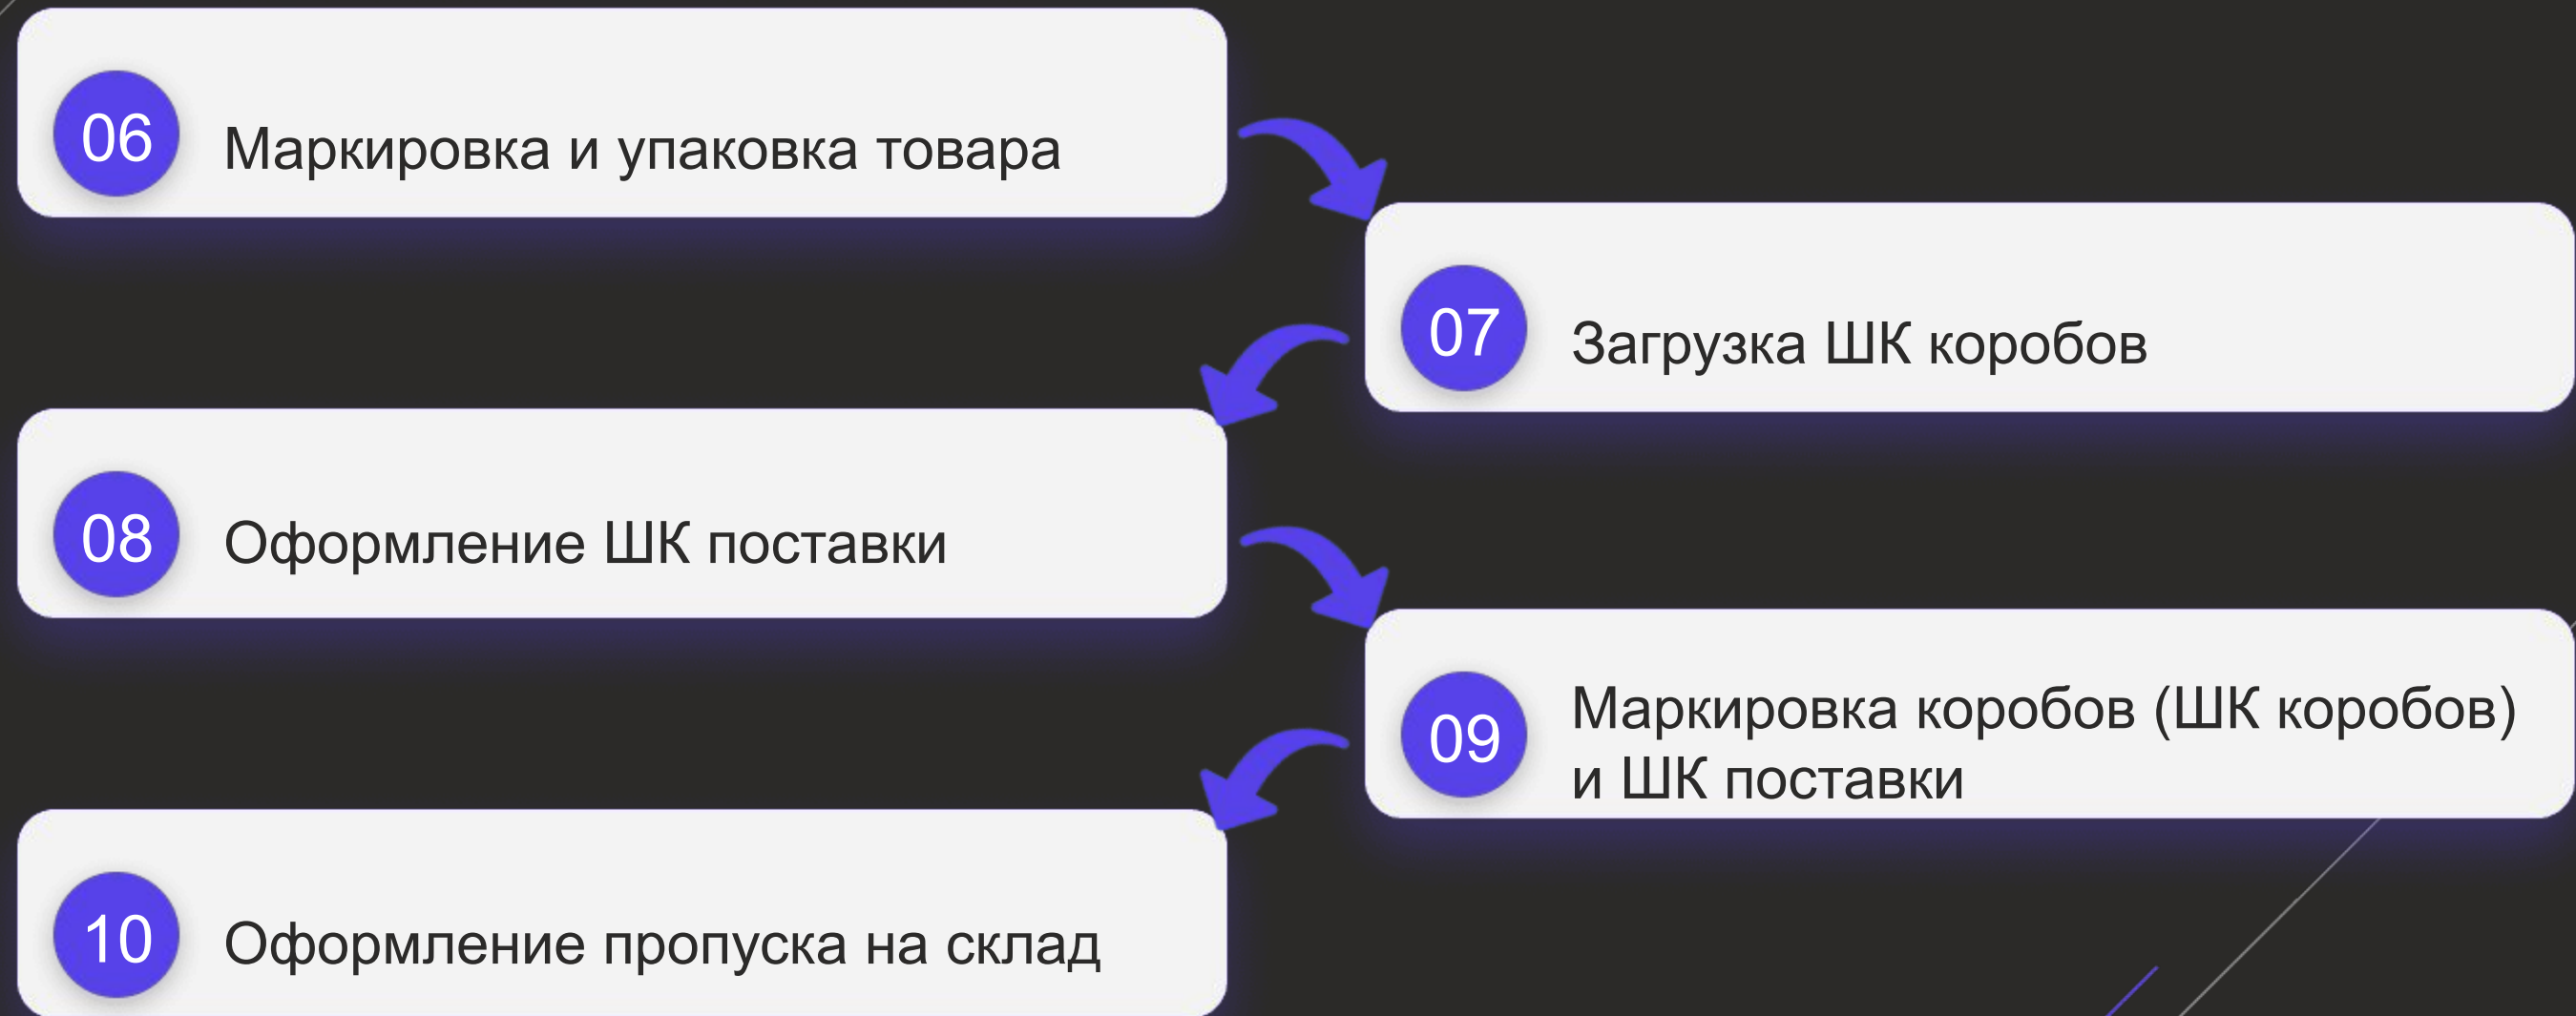 06
Маркировка и упаковка товара
07
Загрузка ШК коробов
08
Оформление ШК поставки
09
Маркировка коробов (ШК коробов)
и ШК поставки
10
Оформление пропуска на склад